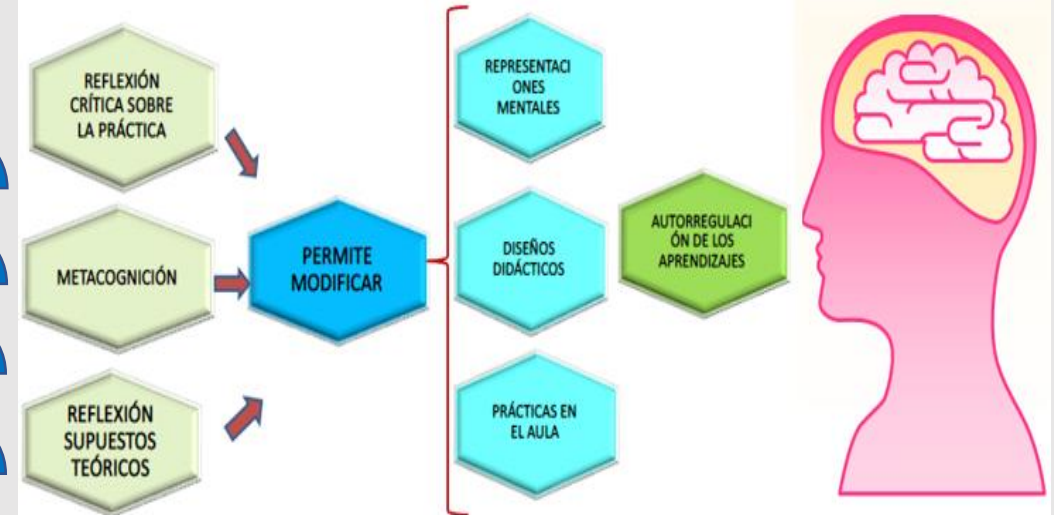 REFLEXIÓN
CRÍTICA SOBRE
LA PRÁCTICA
METACOGNICIÓN
REFLEXIÓN
SUPUESTOS
TEÓRICOS
PERMITE
MODIFICAR
REPRESENTACI
ONES
MENTALES
DISEÑOS
DIDÁCTICOS
PRÁCTICAS EN
EL AULA
AUTORREGULACI
ÓN DE LOS
APRENDIZAJES